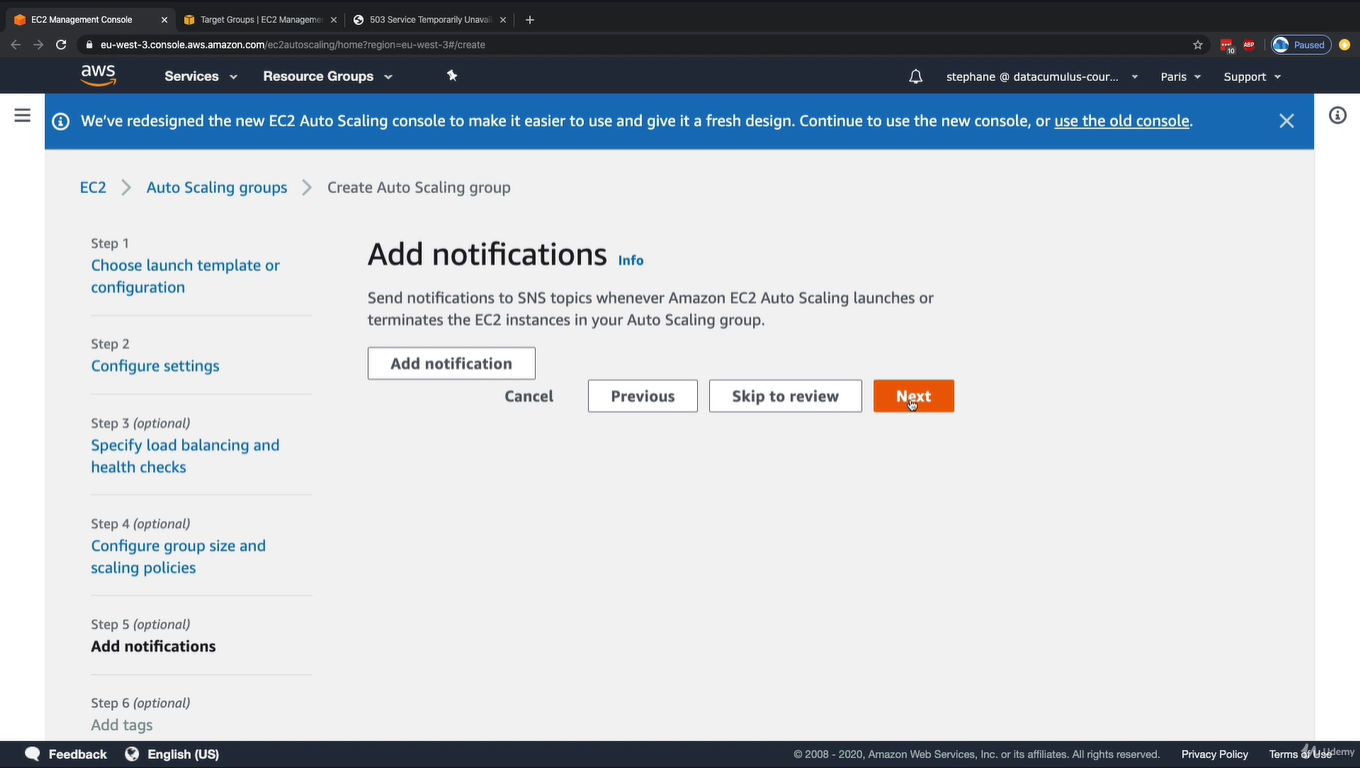 EC2 Management Console
Target Groups | EC2 Manageme
503 Service Temporarily Unavai
eu-west-3.console.aws.amazon.com/ec2autoscaling/home?region=eu-west-3#/create
10
ABP
Paused
aws
Services
Resource Groups
stephane @ datacumulus-cour...
Paris
Support
We've redesigned the new EC2 Auto Scaling console to make it easier to use and give it a fresh design. Continue to use the new console, or use the old console.
EC2
Auto Scaling groups
Create Auto Scaling group
Step 1
Choose launch template or
configuration
Step 2
Configure settings
Step 3 (optional)
Specify load balancing and
health checks
Step 4 (optional)
Configure group size and
scaling policies
Step 5 (optional)
Add notifications
Step 6 (optional)
Add tags
Add notifications Info
Send notifications to SNS topics whenever Amazon EC2 Auto Scaling launches or
terminates the EC2 instances in your Auto Scaling group.
Add notification
Cancel
Previous
Skip to review
Next
Feedback
English (US)
© 2008 - 2020, Amazon Web Services, Inc. or its affiliates. All rights reserved.
Privacy Policy
Terms of Use
Udemy